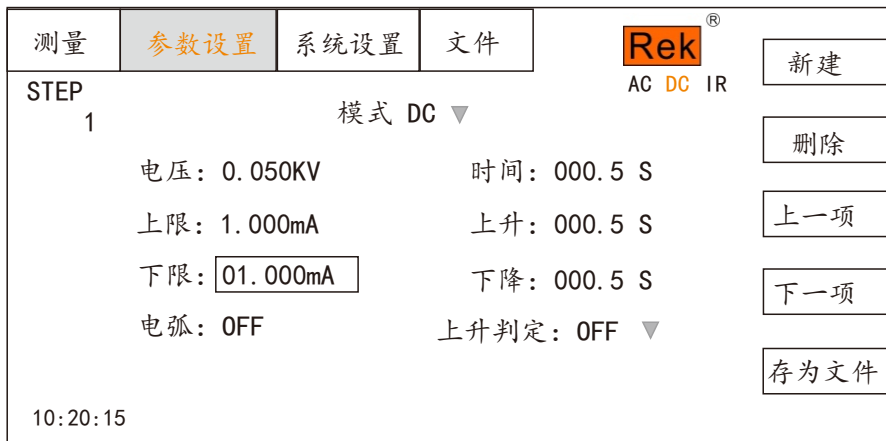 测量 参数设置 系统设置 文件 Rek®
AC DC IR
新建
STEP
1
模式 DC ▼
删除
电压: 0.050KV 时间: 000.5 S
上限: 1.000mA 上升: 000.5 S
上一项
下限: 01.000mA 下降: 000.5 S
下一项
电弧: OFF 上升判定: OFF ▼
存为文件
10:20:15